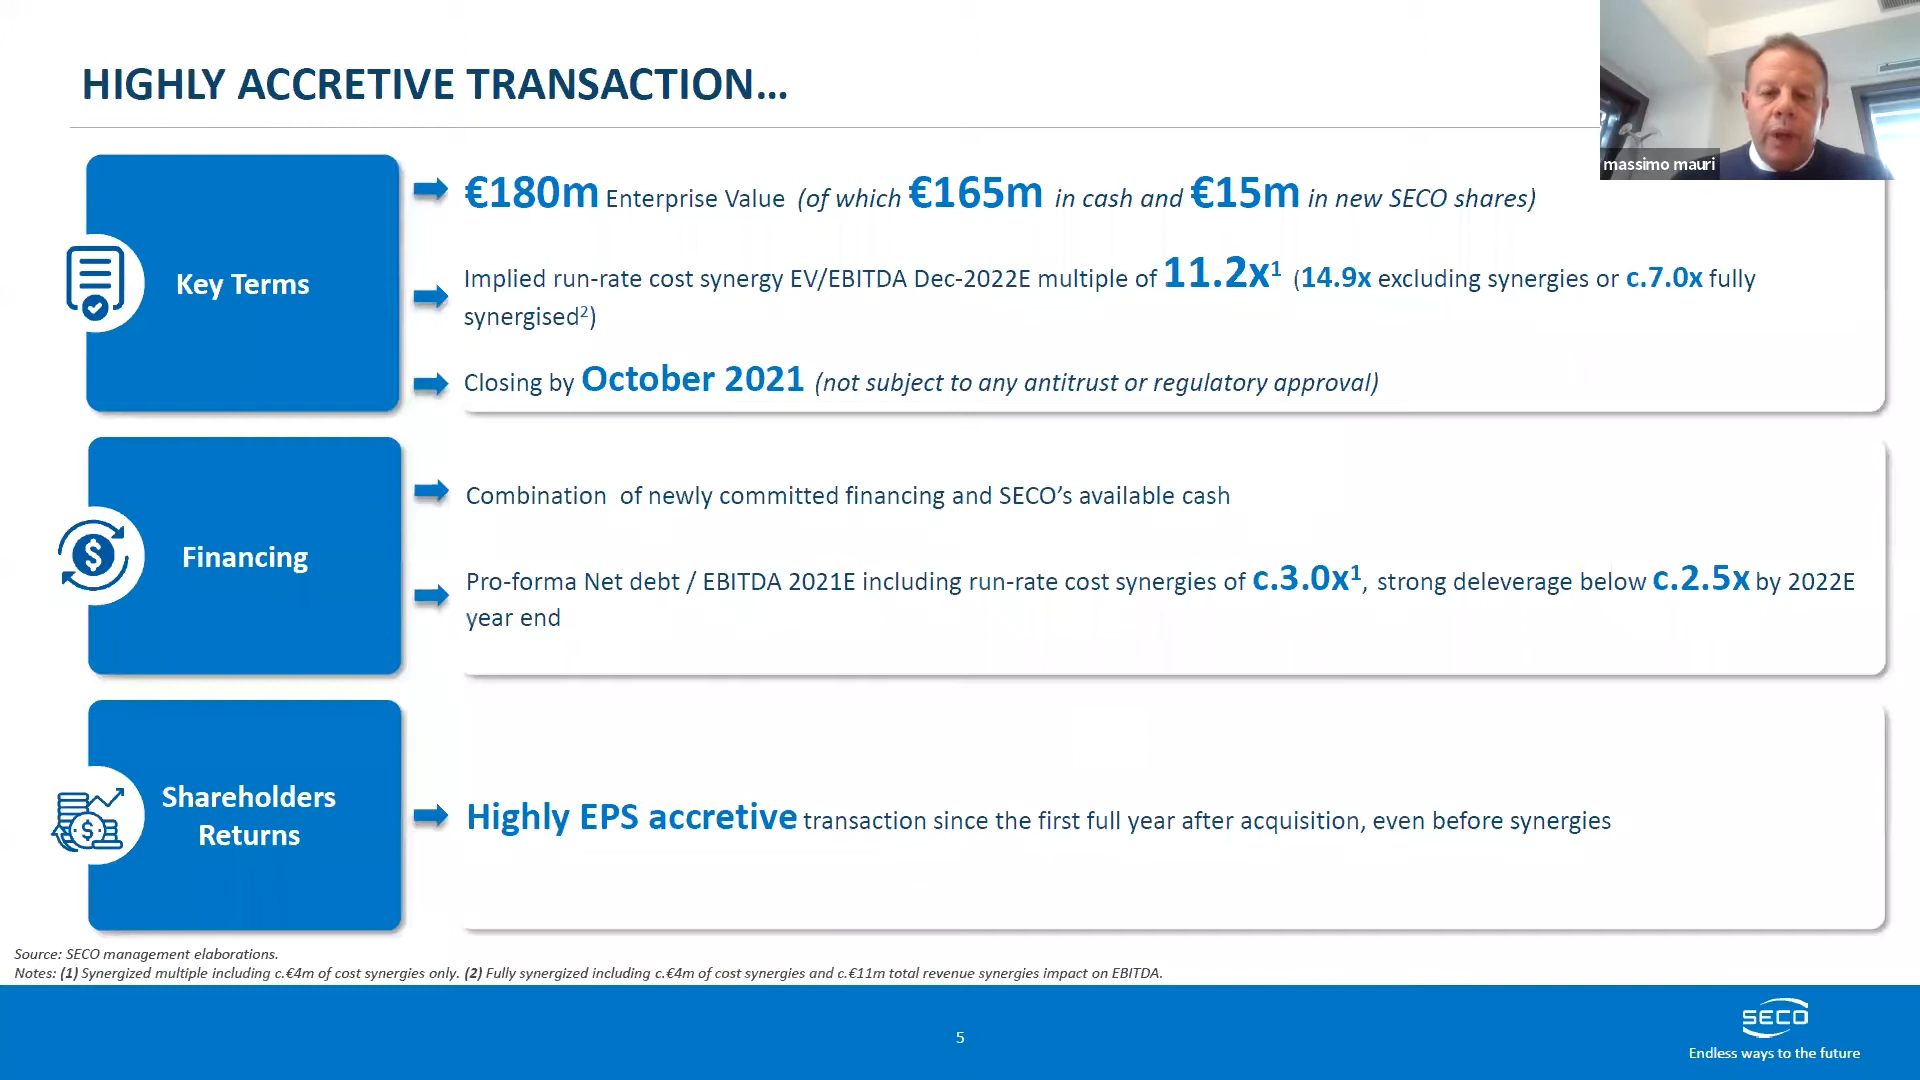 HIGHLY ACCRETIVE TRANSACTION...
massimo mauri
Key Terms
€180m Enterprise Value (of which €165m in cash and €15m in new SECO shares)
Implied run-rate cost synergy EV/EBITDA Dec-2022E multiple of 11.2x¹ (14.9x excluding synergies or c.7.0x fully
synergised²)
Closing by October 2021 (not subject to any antitrust or regulatory approval)
Financing
Combination of newly committed financing and SECO’s available cash
Pro-forma Net debt / EBITDA 2021E including run-rate cost synergies of c.3.0x¹, strong deleverage below c.2.5x by 2022E
year end
Shareholders
Returns
Highly EPS accretive transaction since the first full year after acquisition, even before synergies
Source: SECO management elaborations.
Notes: (1) Synergized multiple including c.€4m of cost synergies only. (2) Fully synergized including c.€4m of cost synergies and c.€11m total revenue synergies impact on EBITDA.
5
SECO
Endless ways to the future